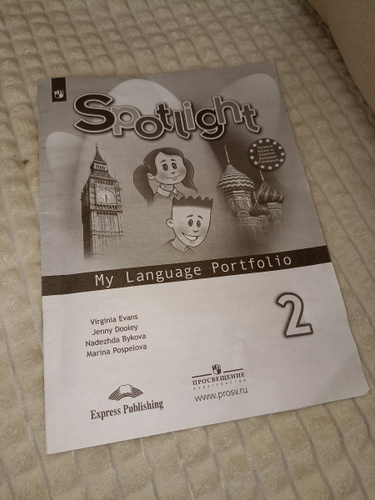 Spotlight
My Language Portfolio
2
Virginia Evans
Jenny Dooley
Nadezhda Bykova
Marina Pospelova
Express Publishing
ПРОСВЕЩЕНИЕ
ИЗДАТЕЛЬСТВО
www.prosv.ru